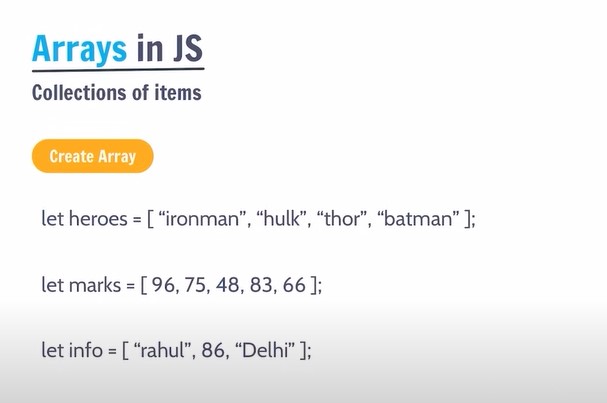 Arrays in JS
Collections of items
Create Array
let heroes = [ “ironman”, “hulk”, “thor”, “batman” ];
let marks = [ 96, 75, 48, 83, 66 ];
let info = [ “rahul”, 86, “Delhi” ];